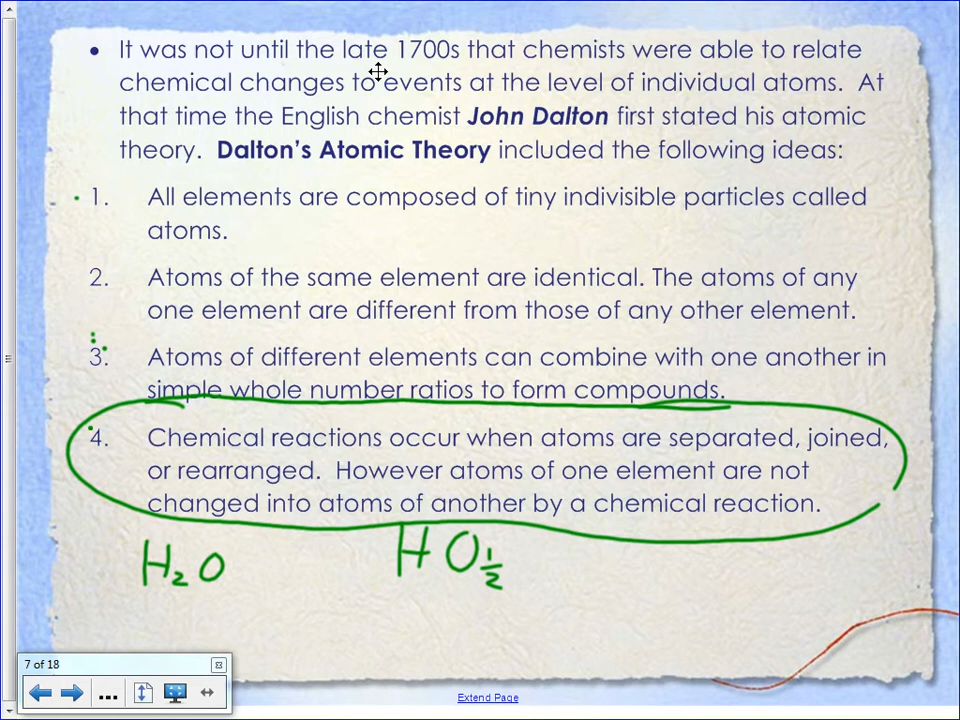 • It was not until the late 1700s that chemists were able to relate
chemical changes to events at the level of individual atoms. At
that time the English chemist John Dalton first stated his atomic
theory. Dalton's Atomic Theory included the following ideas:
1. All elements are composed of tiny indivisible particles called
atoms.
2. Atoms of the same element are identical. The atoms of any
one element are different from those of any other element.
3. Atoms of different elements can combine with one another in
simple whole number ratios to form compounds.
4. Chemical reactions occur when atoms are separated, joined,
or rearranged. However atoms of one element are not
changed into atoms of another by a chemical reaction.
H₂O HO½
7 of 18
Extend Page